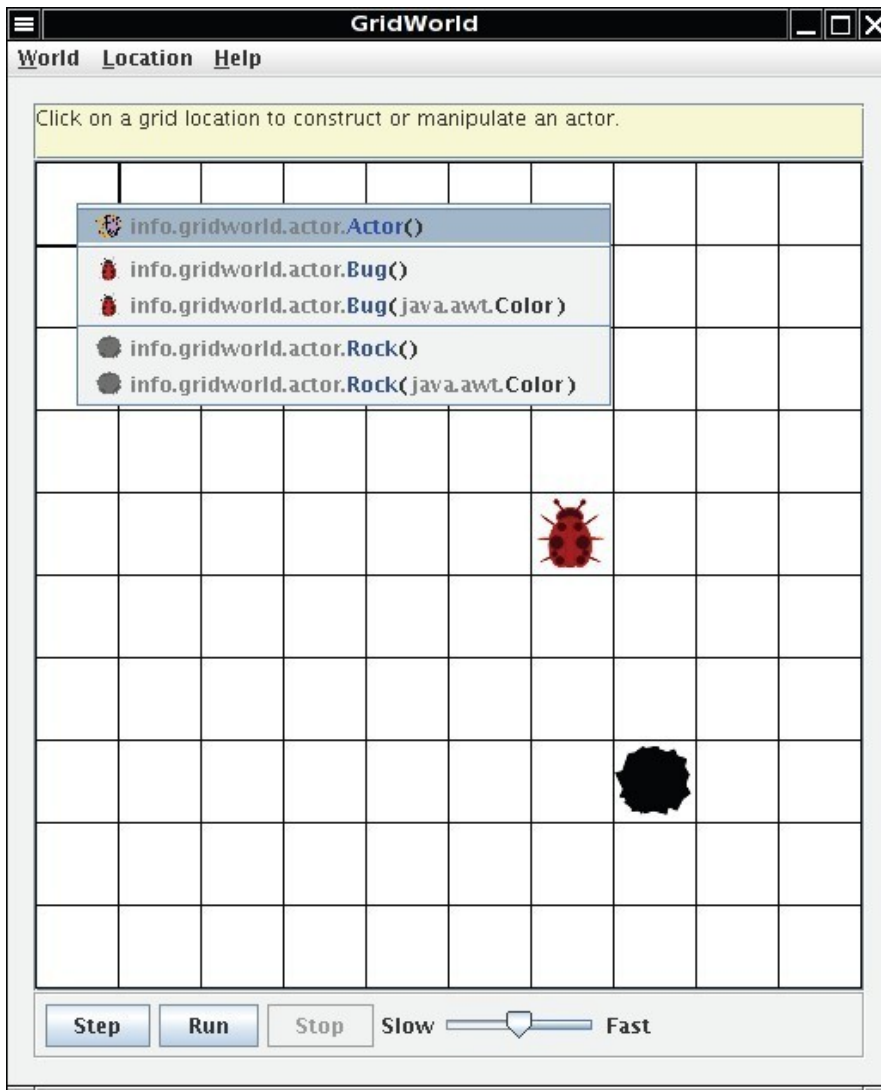 GridWorld
World Location Help
Click on a grid location to construct or manipulate an actor.
info.gridworld.actor.Actor()
info.gridworld.actor.Bug()
info.gridworld.actor.Bug(java.awt.Color)
info.gridworld.actor.Rock()
info.gridworld.actor.Rock(java.awt.Color)
Step Run Stop Slow Fast